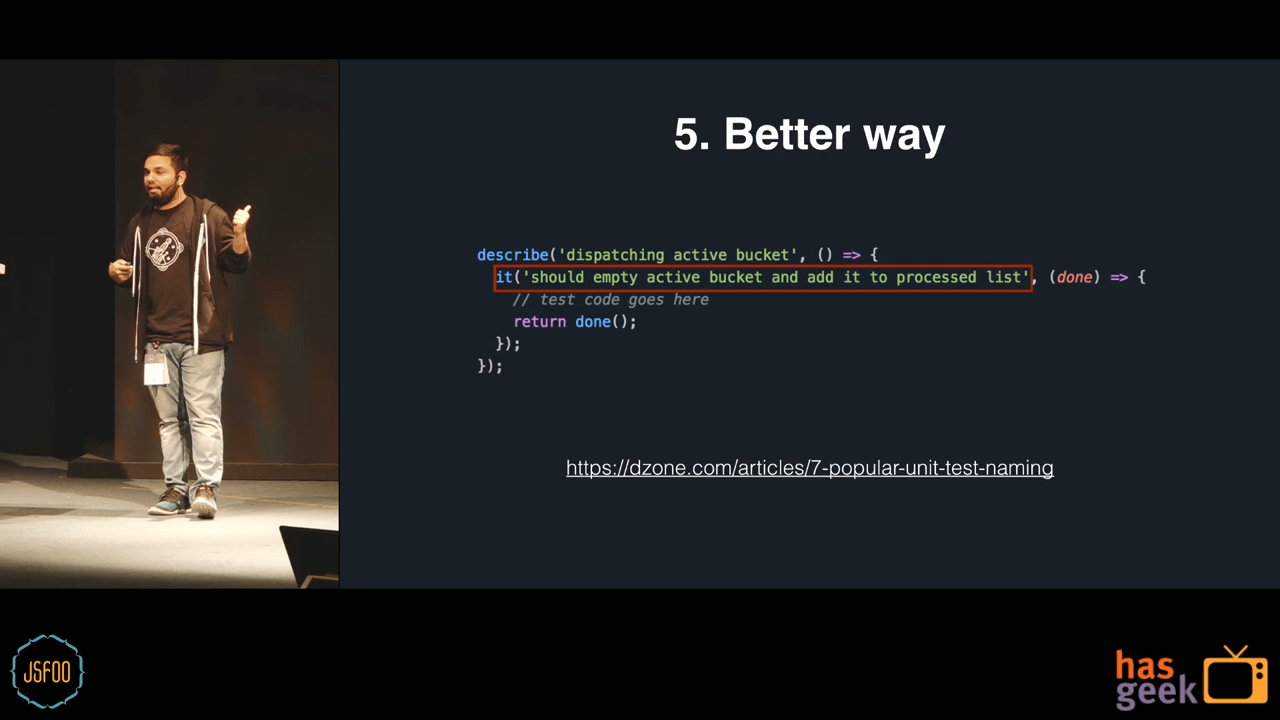 5. Better way
describe('dispatching active bucket', () => {
it('should empty active bucket and add it to processed list', (done) => {
// test code goes here
return done();
});
});
https://dzone.com/articles/7-popular-unit-test-naming
JSFOO
has
geek